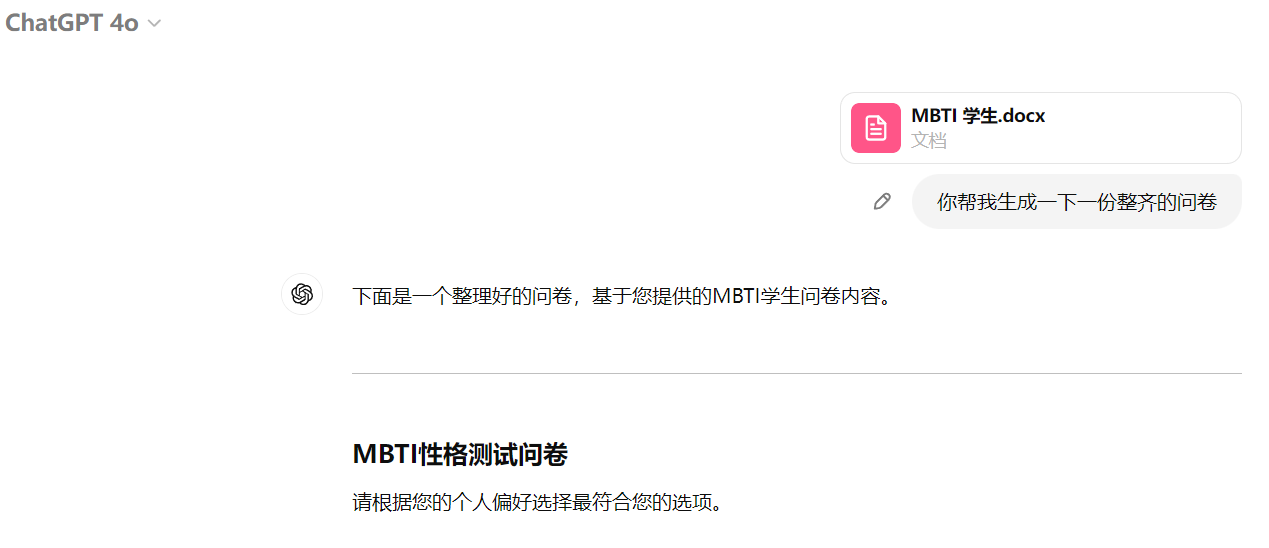 ChatGPT 4o
MBTI 学生.docx
文档
你帮我生成一下一份整齐的问卷
下面是一个整理好的问卷，基于您提供的MBTI学生问卷内容。
MBTI性格测试问卷
请根据您的个人偏好选择最符合您的选项。